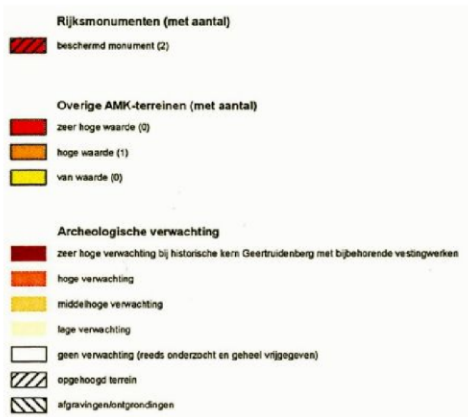 Rijksmonumenten (met aantal)
beschermd monument (2)
Overige AMK-terreinen (met aantal)
zeer hoge waarde (0)
hoge waarde (1)
van waarde (0)
Archeologische verwachting
zeer hoge verwachting bij historische kern Geertruidenberg met bijbehorende vestingwerken
hoge verwachting
middelhoge verwachting
lage verwachting
geen verwachting (reeds onderzocht en geheel vrijgegeven)
opgehoogd terrein
afgravingen/ontgrondingen